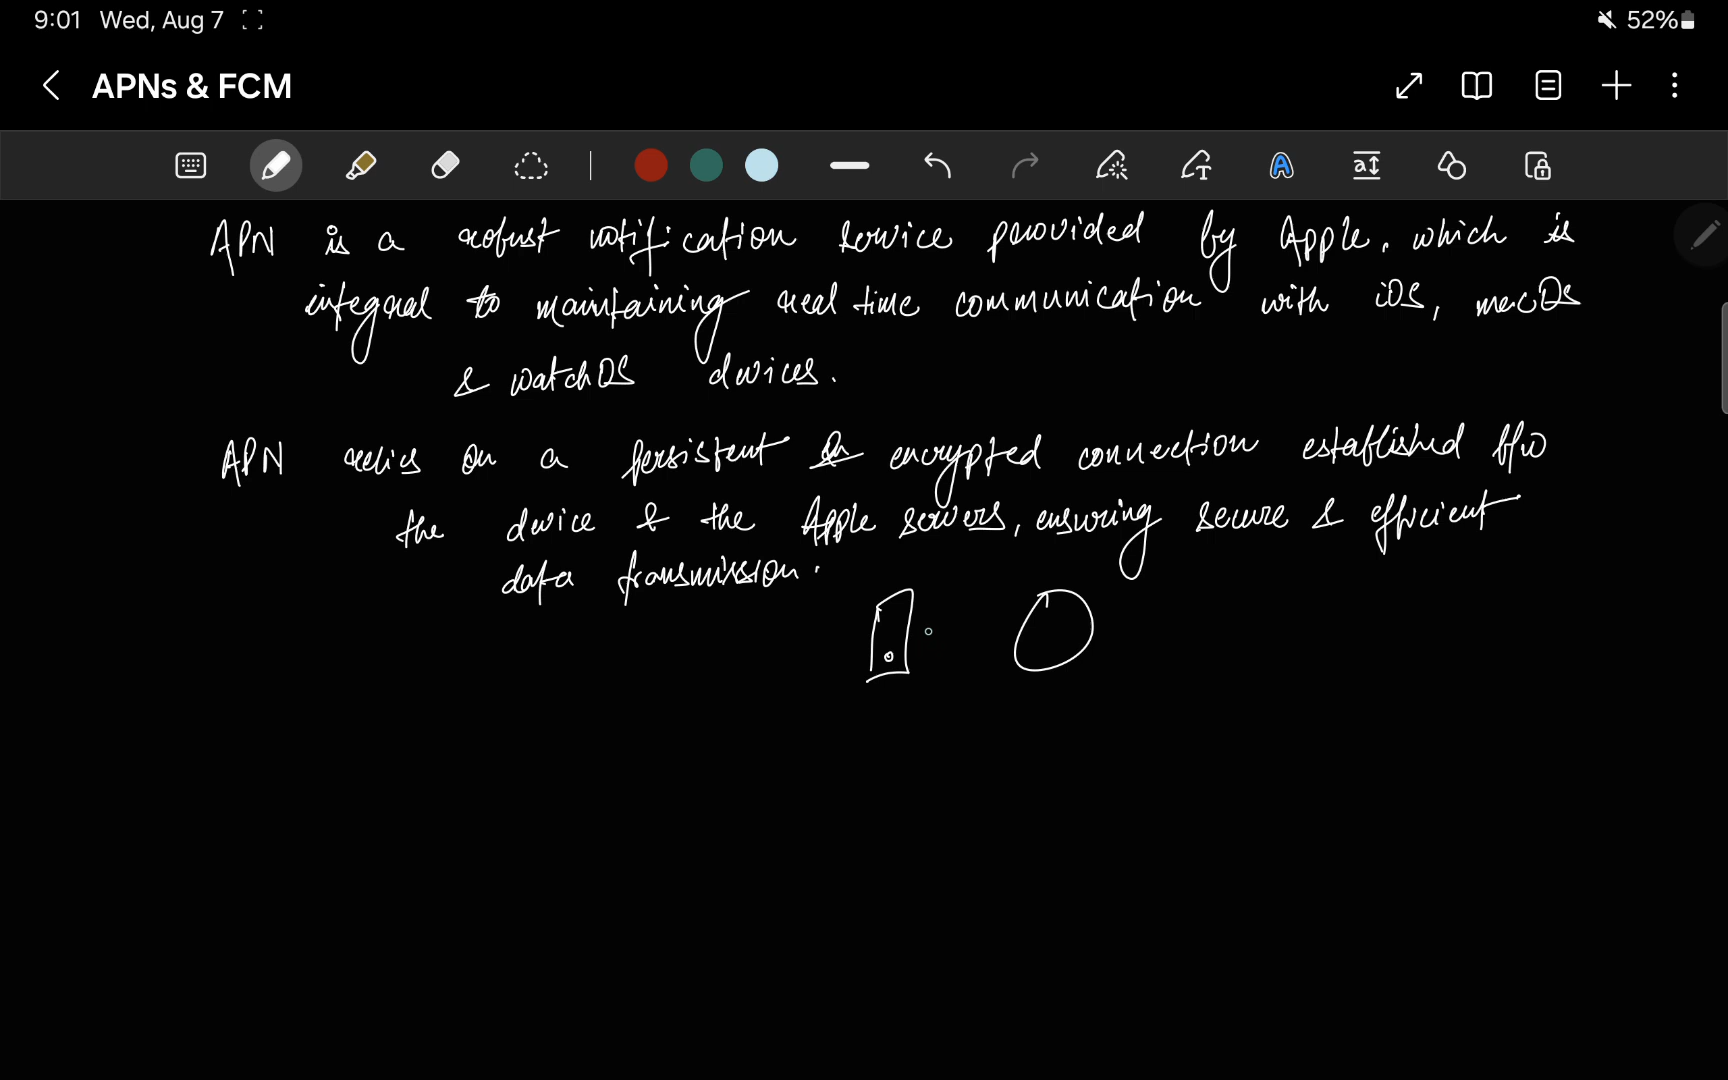 9:01 Wed, Aug 7 52%
APNs & FCM
APN is a robust notification service provided by Apple, which is
integral to maintaining real time communication with iOS, macOS
& watchOS devices.
APN relies on a persistent & encrypted connection established b/w
the device & the Apple servers, ensuring secure & efficient
data transmission.